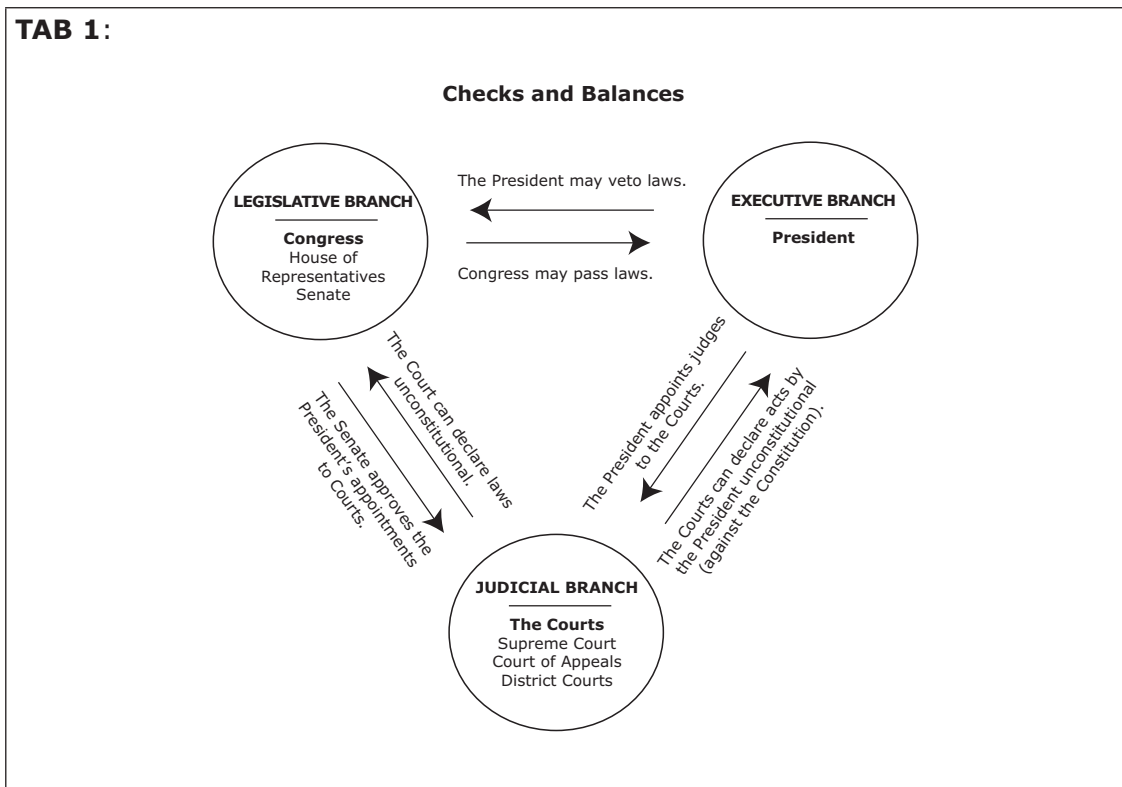 TAB 1:
Checks and Balances
LEGISLATIVE BRANCH
Congress
House of
Representatives
Senate
The President may veto laws.
Congress may pass laws.
EXECUTIVE BRANCH
President
The Senate approves the
President's appointments
to Courts.
The Court can declare laws
unconstitutional.
The President appoints judges
to the Courts.
The Courts can declare acts by
the President unconstitutional
(against the Constitution).
JUDICIAL BRANCH
The Courts
Supreme Court
Court of Appeals
District Courts